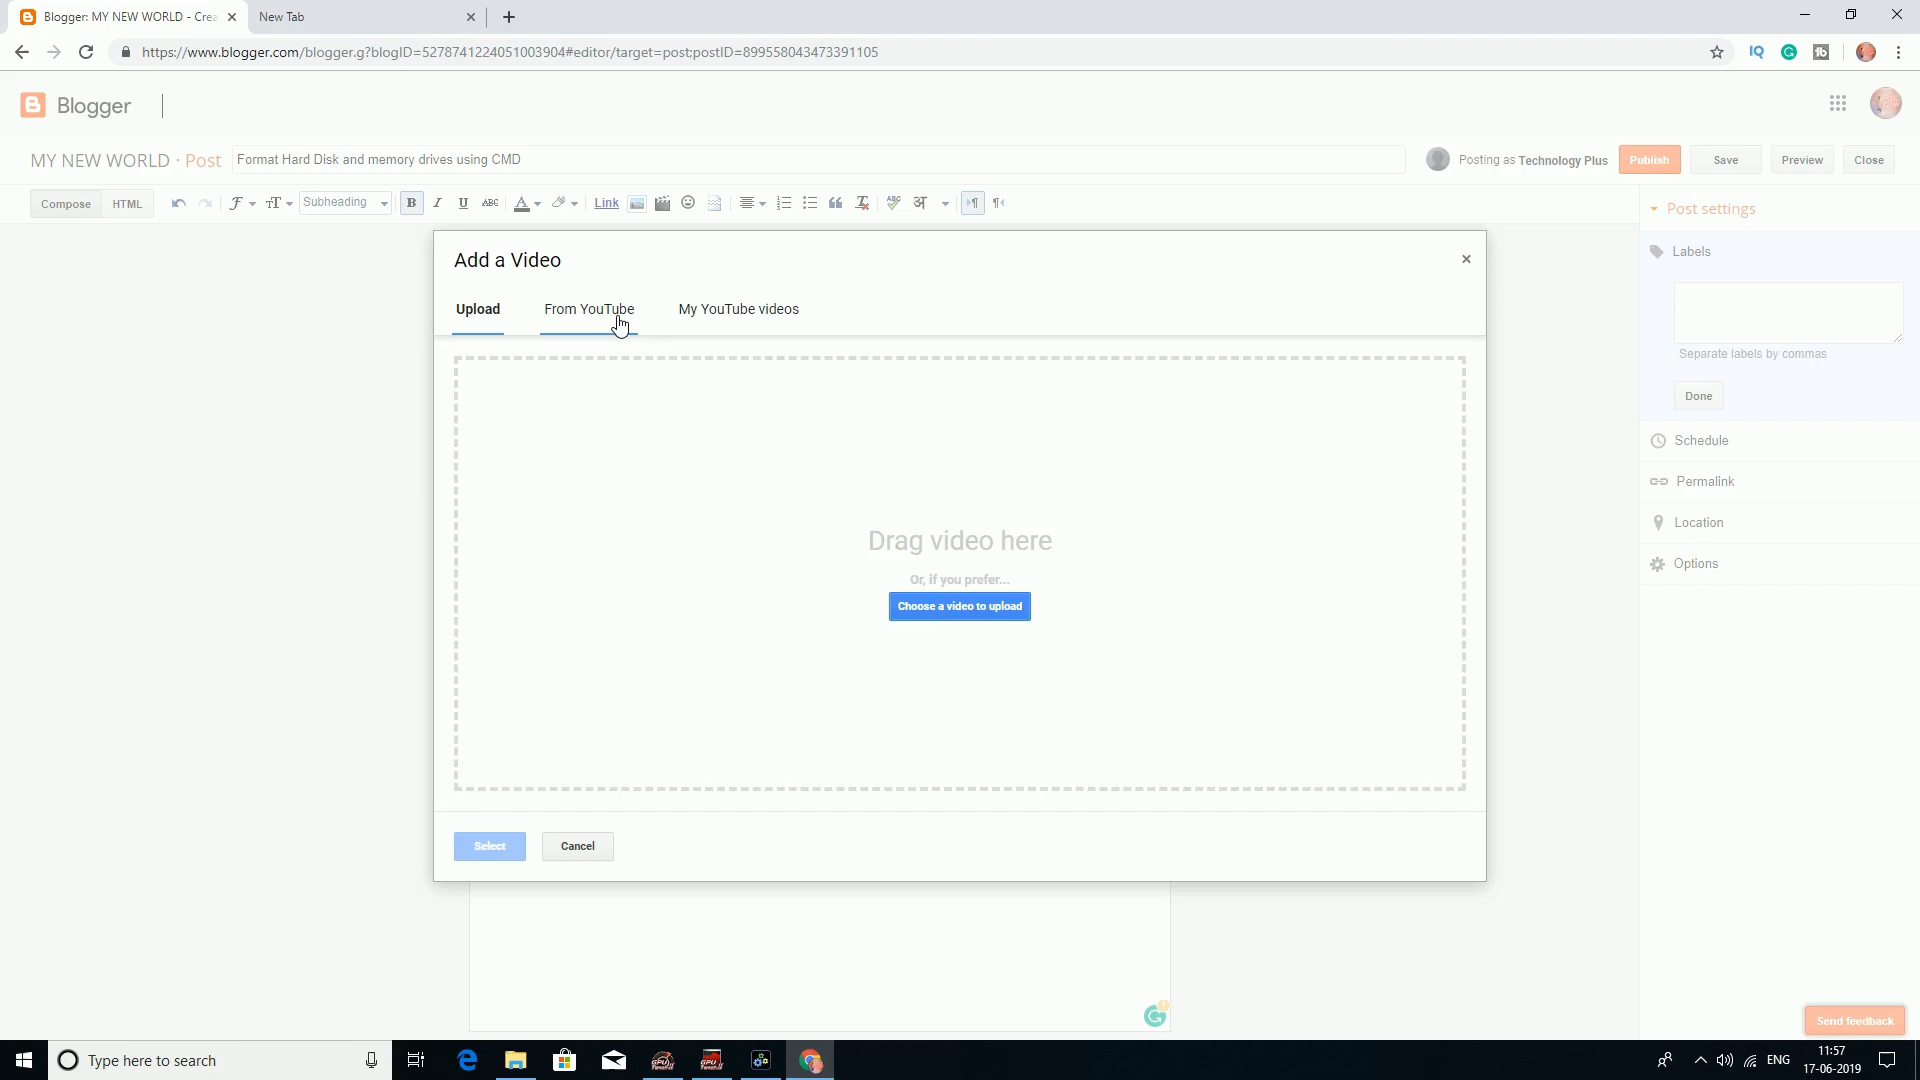 Blogger: MY NEW WORLD - Crea
New Tab
https://www.blogger.com/blogger.g?blogID=5278741224051003904#editor/target=post;postID=899558043473391105
Blogger
MY NEW WORLD · Post
Format Hard Disk and memory drives using CMD
Posting as Technology Plus
Publish
Save
Preview
Close
Compose
HTML
Subheading
Link
Post settings
Labels
Separate labels by commas
Done
Schedule
Permalink
Location
Options
Add a Video
Upload
From YouTube
My YouTube videos
Drag video here
Or, if you prefer...
Choose a video to upload
Select
Cancel
Send feedback
Type here to search
ENG
11:57
17-06-2019